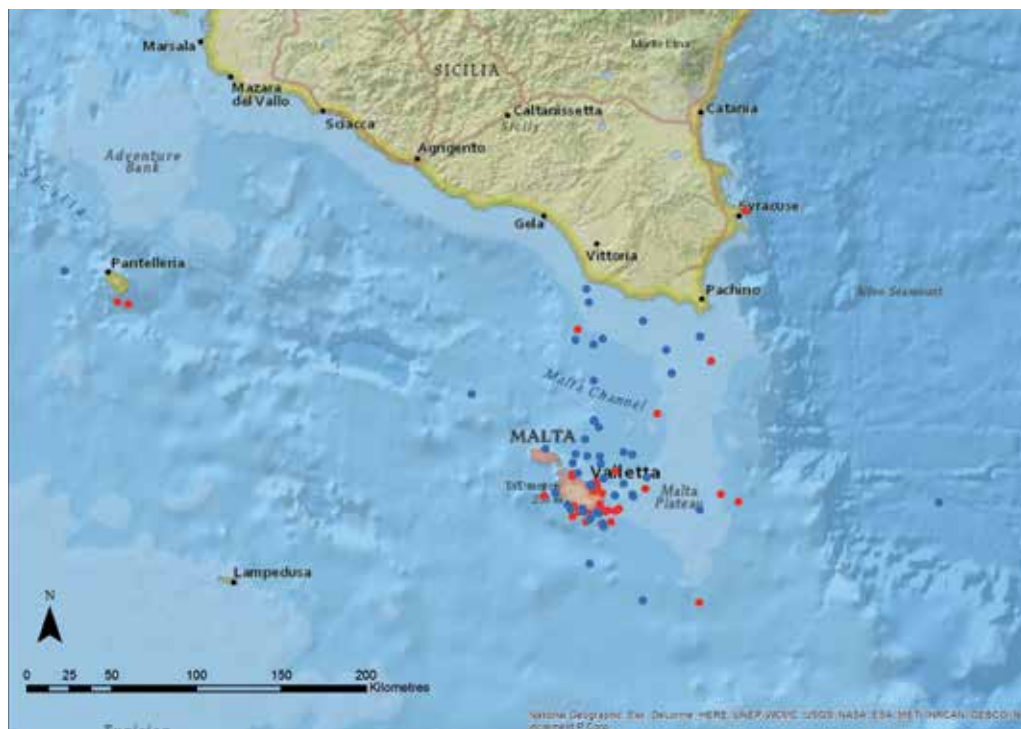 Marsala
Monte Etna
SICILIA
Mazara
del Vallo
Caltanissetta
Catania
Sciacca
Sicily
Adventure
Bank
Agrigento
Syracuse
Gela
Vittoria
Pantelleria
Pachino
Malta Channel
MALTA
Valletta
Malta
Plateau
Lampedusa
N
0 25 50 100 150 200
Kilometres